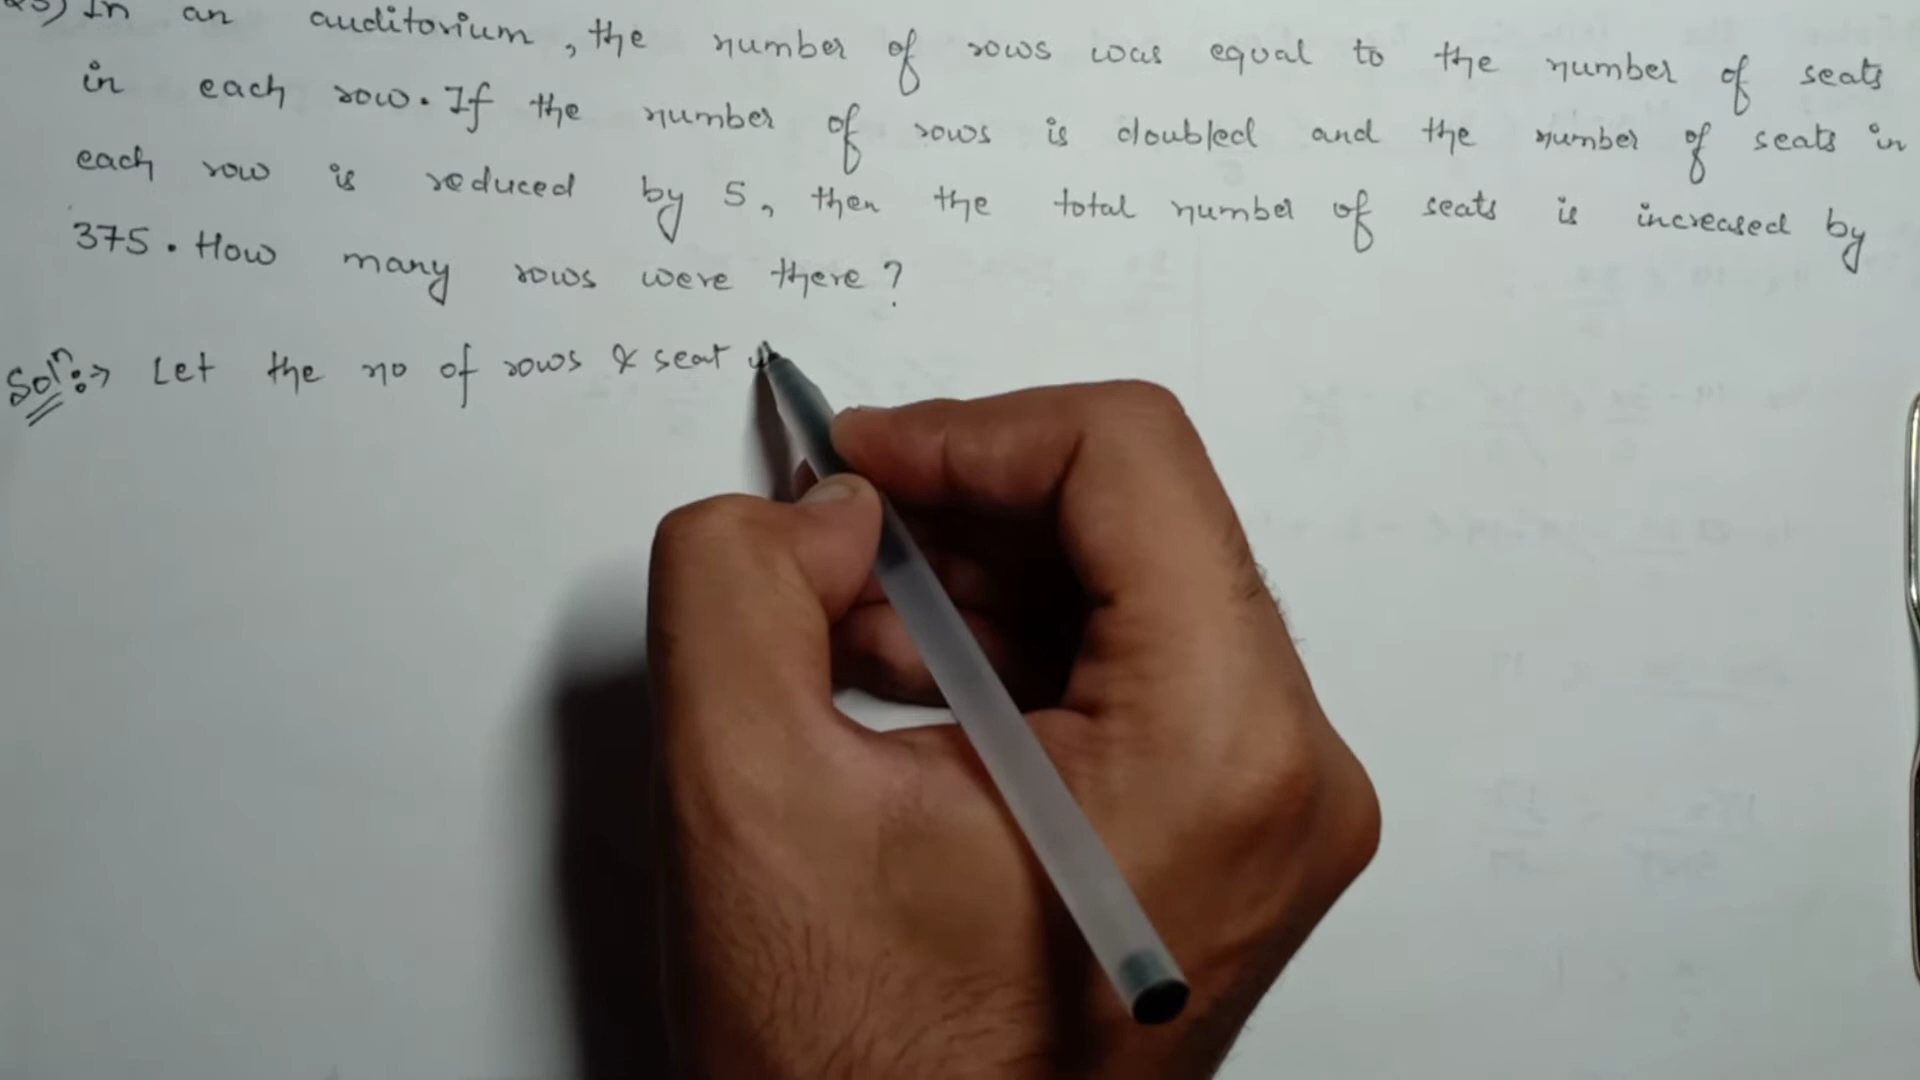 In an auditorium, the number of rows was equal to the number of seats
in each row. If the number of rows is doubled and the number of seats in
each row is reduced by 5, then the total number of seats is increased by
375. How many rows were there?
Solⁿ:→ Let the no of rows & seat